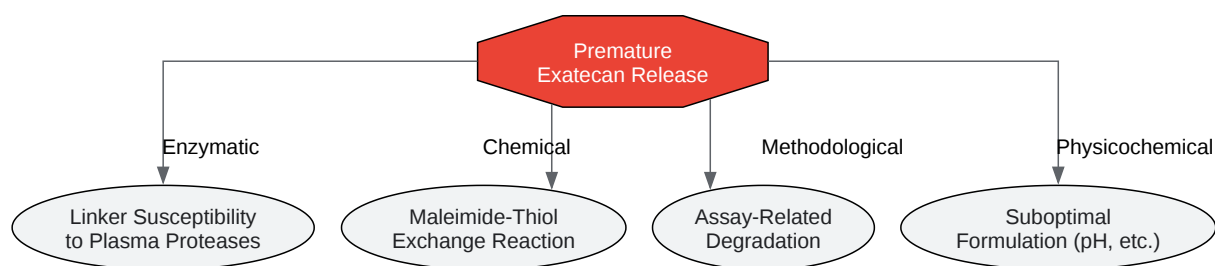 Premature
Exatecan Release
Enzymatic
Chemical
Methodological
Physicochemical
Linker Susceptibility
to Plasma Proteases
Maleimide-Thiol
Exchange Reaction
Assay-Related
Degradation
Suboptimal
Formulation (pH, etc.)